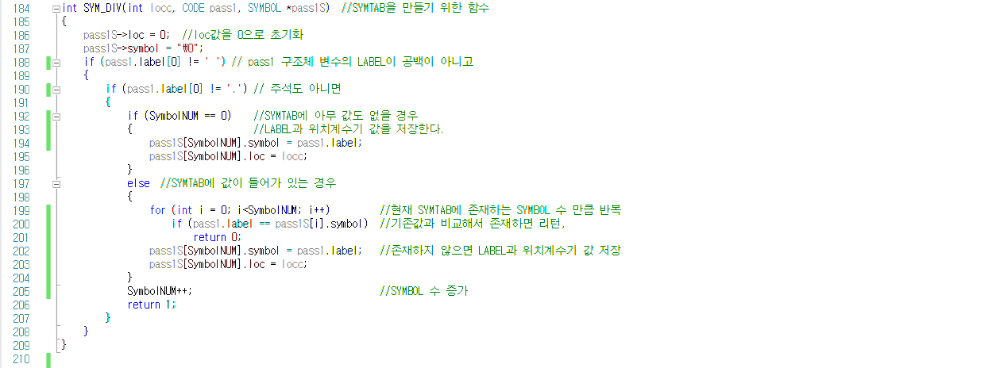 184 int SYM_DIV(int locc, CODE pass1, SYMBOL *pass1S) //SYMTAB을 만들기 위한 함수
185 {
186 pass1S->loc = 0; //loc값을 0으로 초기화
187 pass1S->symbol = "₩0";
188 if (pass1.label[0] != ' ') // pass1 구조체 변수의 LABEL이 공백이 아니고
189 {
190 if (pass1.label[0] != '.') // 주석도 아니면
191 {
192 if (SymbolNUM == 0) //SYMTAB에 아무 값도 없을 경우
193 { //LABEL과 위치계수기 값을 저장한다.
194 pass1S[SymbolNUM].symbol = pass1.label;
195 pass1S[SymbolNUM].loc = locc;
196 }
197 else //SYMTAB에 값이 들어가 있는 경우
198 {
199 for (int i = 0; i<SymbolNUM; i++) //현재 SYMTAB에 존재하는 SYMBOL 수 만큼 반복
200 if (pass1.label == pass1S[i].symbol) //기존값과 비교해서 존재하면 리턴,
201 return 0;
202 pass1S[SymbolNUM].symbol = pass1.label; //존재하지 않으면 LABEL과 위치계수기 값 저장
203 pass1S[SymbolNUM].loc = locc;
204 }
205 SymbolNUM++; //SYMBOL 수 증가
206 return 1;
207 }
208 }
209 }
210